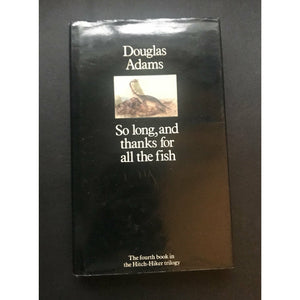 Douglas
Adams
So long, and
thanks for
all the fish
The fourth book in
the Hitch-Hiker trilogy